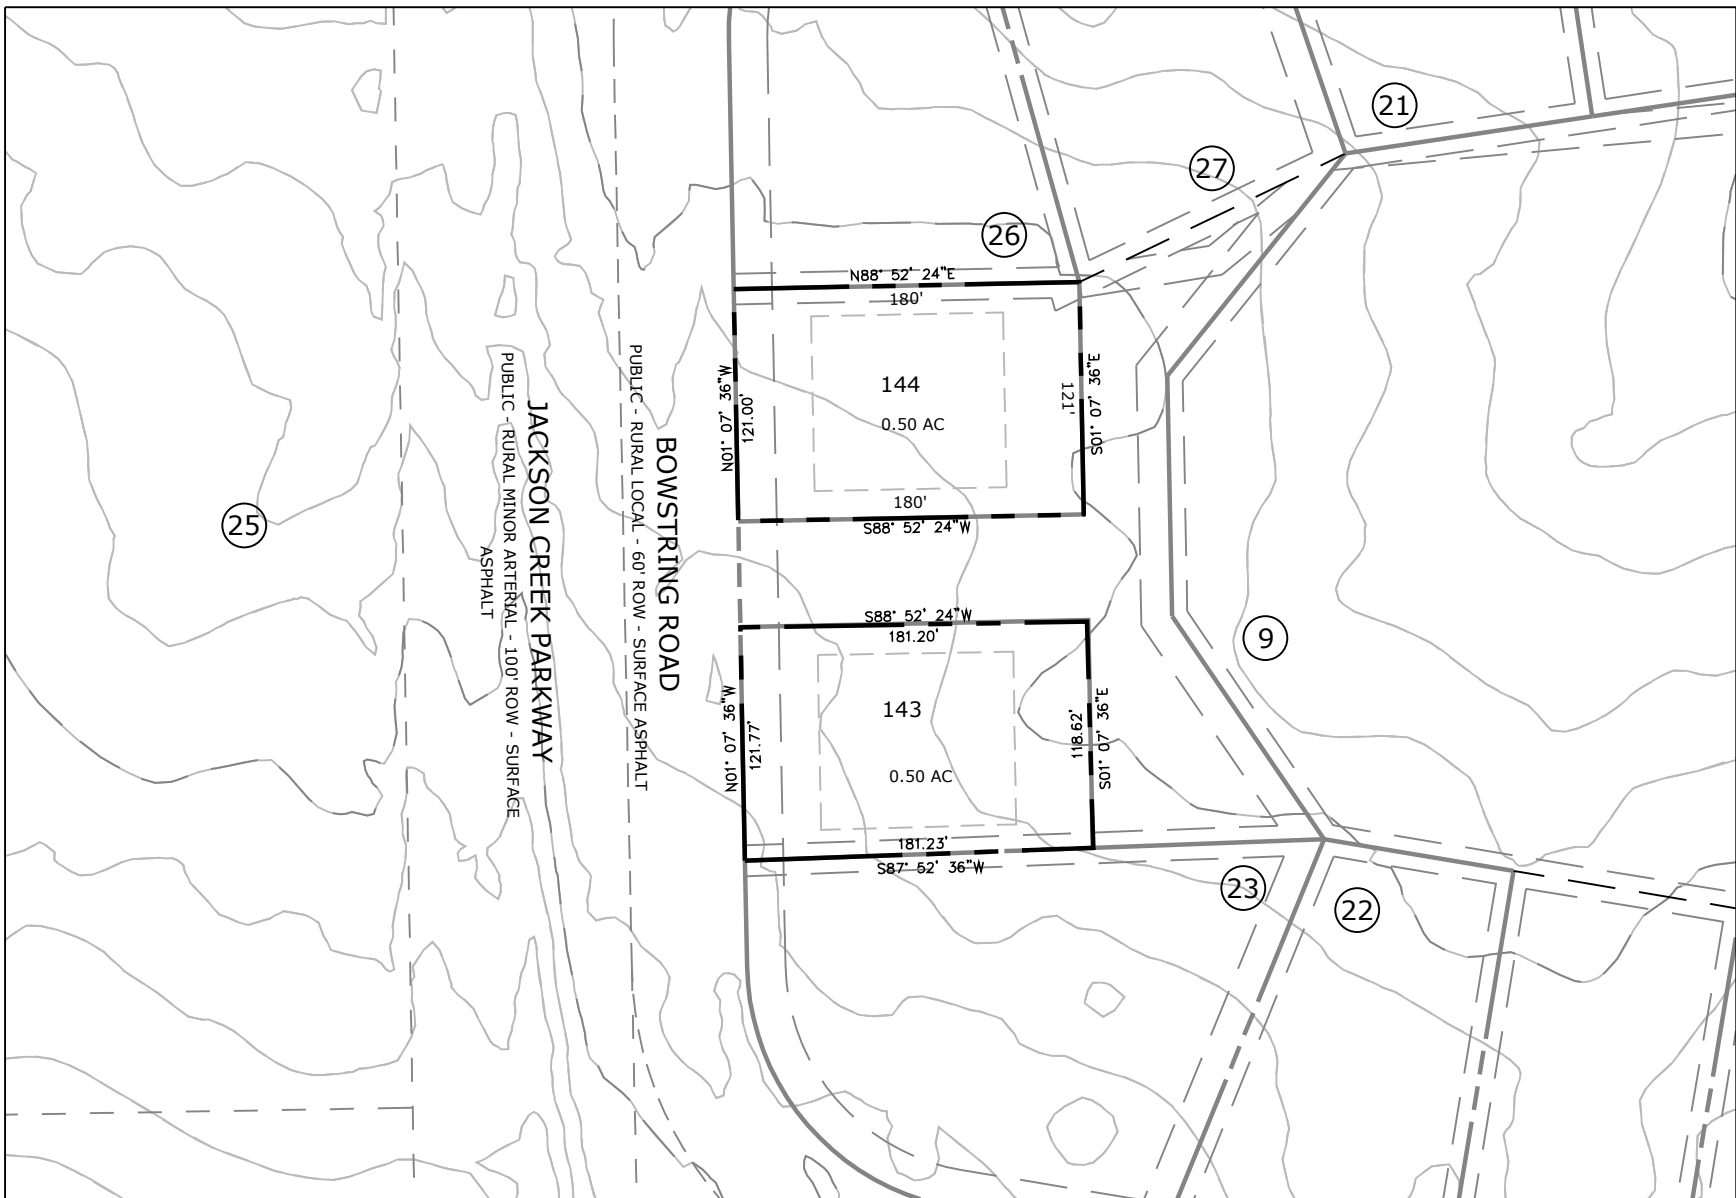 21
27
26
N88° 52' 24"E
180'
144
0.50 AC
N01° 07' 36"W
121.00'
S01° 07' 36"E
121'
180'
S88° 52' 24"W
25
JACKSON CREEK PARKWAY
PUBLIC - RURAL MINOR ARTERIAL - 100' ROW - SURFACE
ASPHALT
BOWSTRING ROAD
PUBLIC - RURAL LOCAL - 60' ROW - SURFACE ASPHALT
S88° 52' 24"W
181.20'
9
143
0.50 AC
N01° 07' 36"W
121.77'
S01° 07' 36"E
118.62'
181.23'
S87° 52' 36"W
23
22